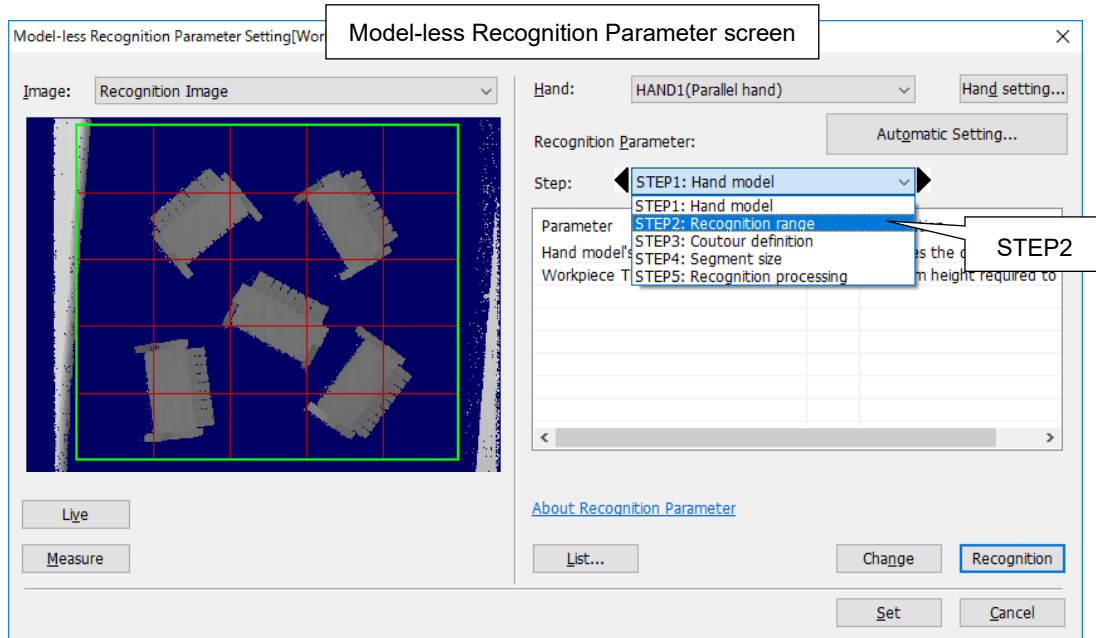 Model-less Recognition Parameter screen
Model-less Recognition Parameter Setting[Wor
Image:
Recognition Image
Live
Measure
Hand:
HAND1(Parallel hand)
Hand setting...
Recognition Parameter:
Automatic Setting...
Step:
STEP1: Hand model
STEP1: Hand model
STEP2: Recognition range
STEP3: Coutour definition
STEP4: Segment size
STEP5: Recognition processing
STEP2
Parameter
Hand model's es the
Workpiece T m height required to
About Recognition Parameter
List...
Change
Recognition
Set
Cancel